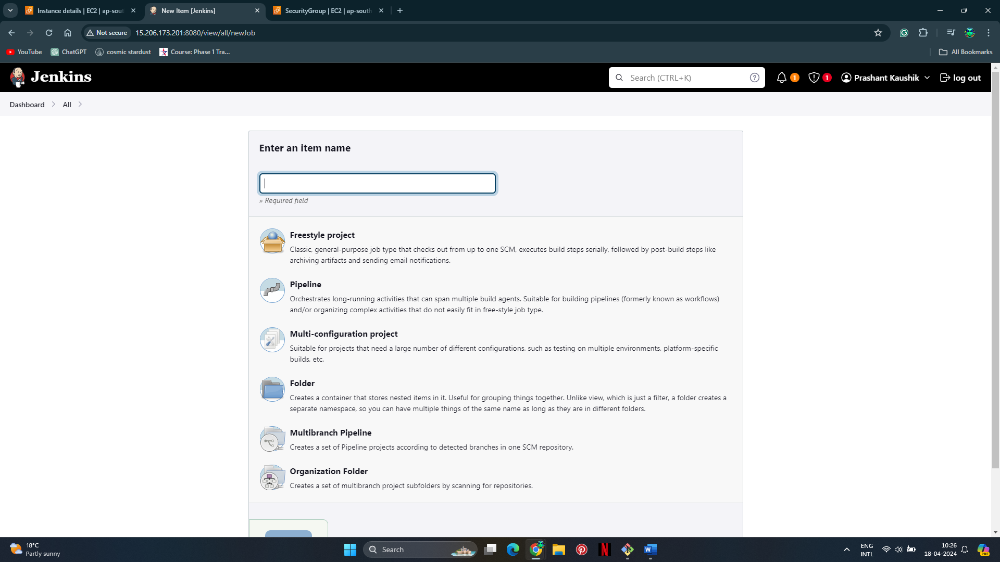 Instance details | EC2 | ap-sout
New Item [Jenkins]
SecurityGroup | EC2 | ap-south
Not secure
15.206.173.201:8080/view/all/newJob
YouTube
ChatGPT
cosmic stardust
Course: Phase 1 Tra...
All Bookmarks
Jenkins
Search (CTRL+K)
1
1
Prashant Kaushik
log out
Dashboard
All
Enter an item name
» Required field
Freestyle project
Classic, general-purpose job type that checks out from up to one SCM, executes build steps serially, followed by post-build steps like
archiving artifacts and sending email notifications.
Pipeline
Orchestrates long-running activities that can span multiple build agents. Suitable for building pipelines (formerly known as workflows)
and/or organizing complex activities that do not easily fit in free-style job type.
Multi-configuration project
Suitable for projects that need a large number of different configurations, such as testing on multiple environments, platform-specific
builds, etc.
Folder
Creates a container that stores nested items in it. Useful for grouping things together. Unlike view, which is just a filter, a folder creates a
separate namespace, so you can have multiple things of the same name as long as they are in different folders.
Multibranch Pipeline
Creates a set of Pipeline projects according to detected branches in one SCM repository.
Organization Folder
Creates a set of multibranch project subfolders by scanning for repositories.
18°C
Partly sunny
Search
ENG
INTL
10:26
18-04-2024
PRE